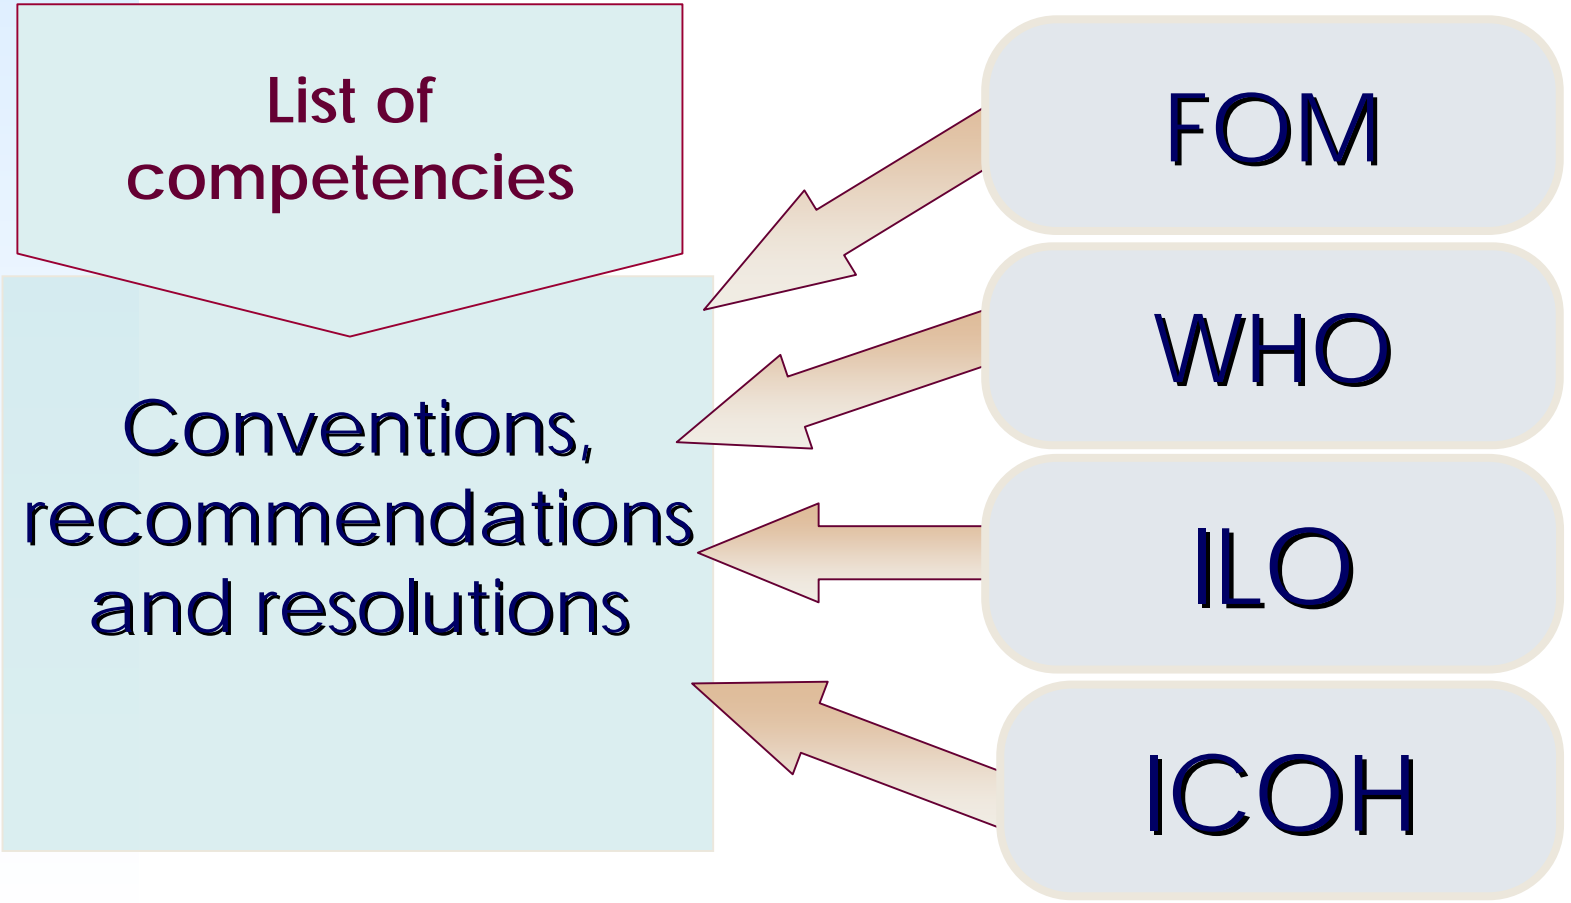 List of
competencies
Conventions,
recommendations
and resolutions
FOM
WHO
ILO
ICOH